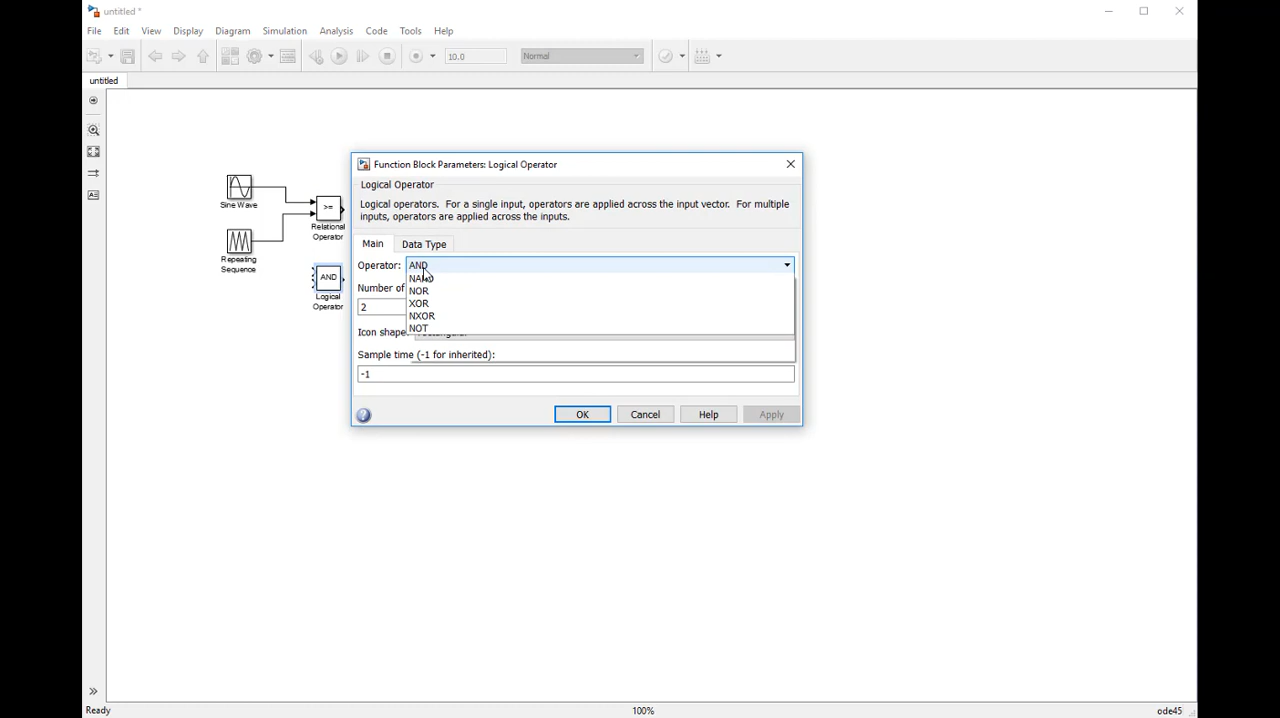 untitled *
File Edit View Display Diagram Simulation Analysis Code Tools Help
10.0 Normal
untitled
Function Block Parameters: Logical Operator
Logical Operator
Logical operators. For a single input, operators are applied across the input vector. For multiple
inputs, operators are applied across the inputs.
Main Data Type
Operator: AND
NAND
Number of
NOR
2
XOR
NXOR
Icon shape:
NOT
Sample time (-1 for inherited):
-1
OK Cancel Help Apply
Sine Wave
>=
Relational
Operator
Repeating
Sequence
AND
Logical
Operator
Ready 100% ode45